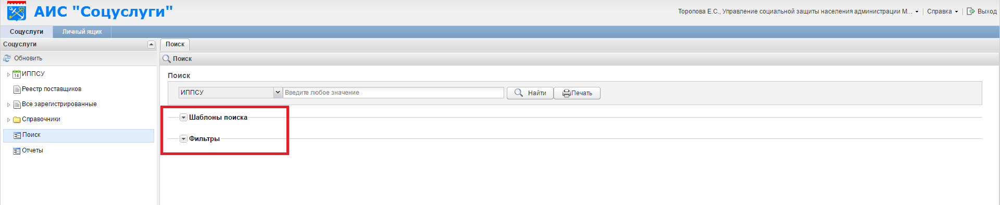 АИС "Соцуслуги"
Торопова Е.С., Управление социальной защиты населения администрации М...
Справка
Выход
Соцуслуги
Личный ящик
Соцуслуги
Обновить
14
ИППСУ
Реестр поставщиков
Все зарегистрированные
Справочники
Поиск
Отчеты
Поиск
Поиск
Поиск
ИППСУ
Введите любое значение
Найти
Печать
Шаблоны поиска
Фильтры